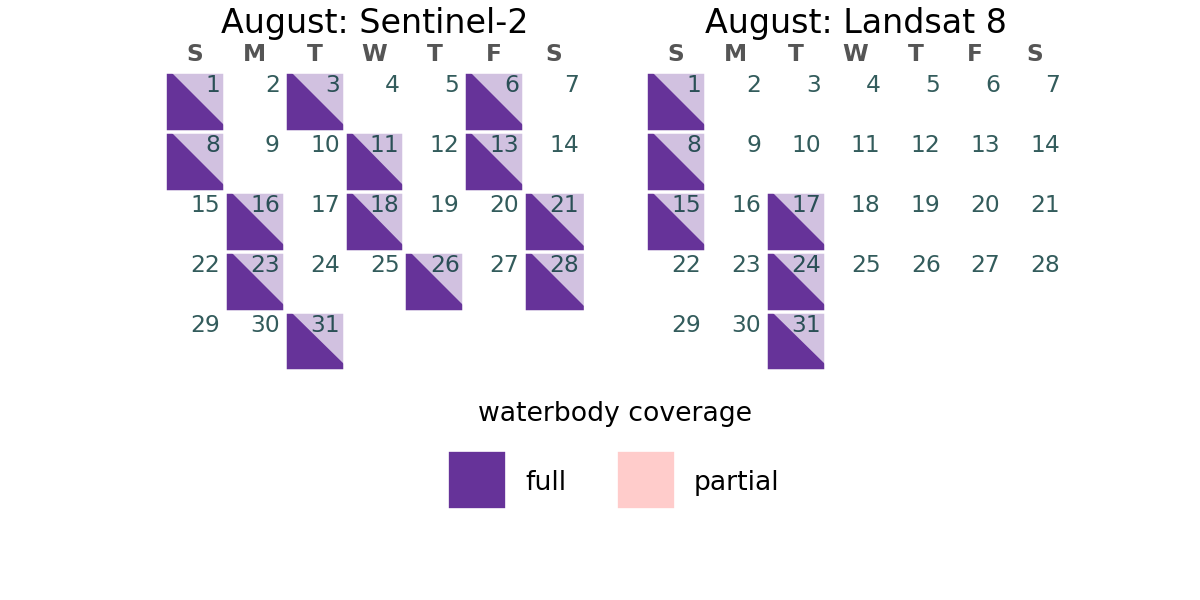 August: Sentinel-2
S M T W T F S
1 2 3 4 5 6 7
8 9 10 11 12 13 14
15 16 17 18 19 20 21
22 23 24 25 26 27 28
29 30 31
August: Landsat 8
S M T W T F S
1 2 3 4 5 6 7
8 9 10 11 12 13 14
15 16 17 18 19 20 21
22 23 24 25 26 27 28
29 30 31
waterbody coverage
full partial